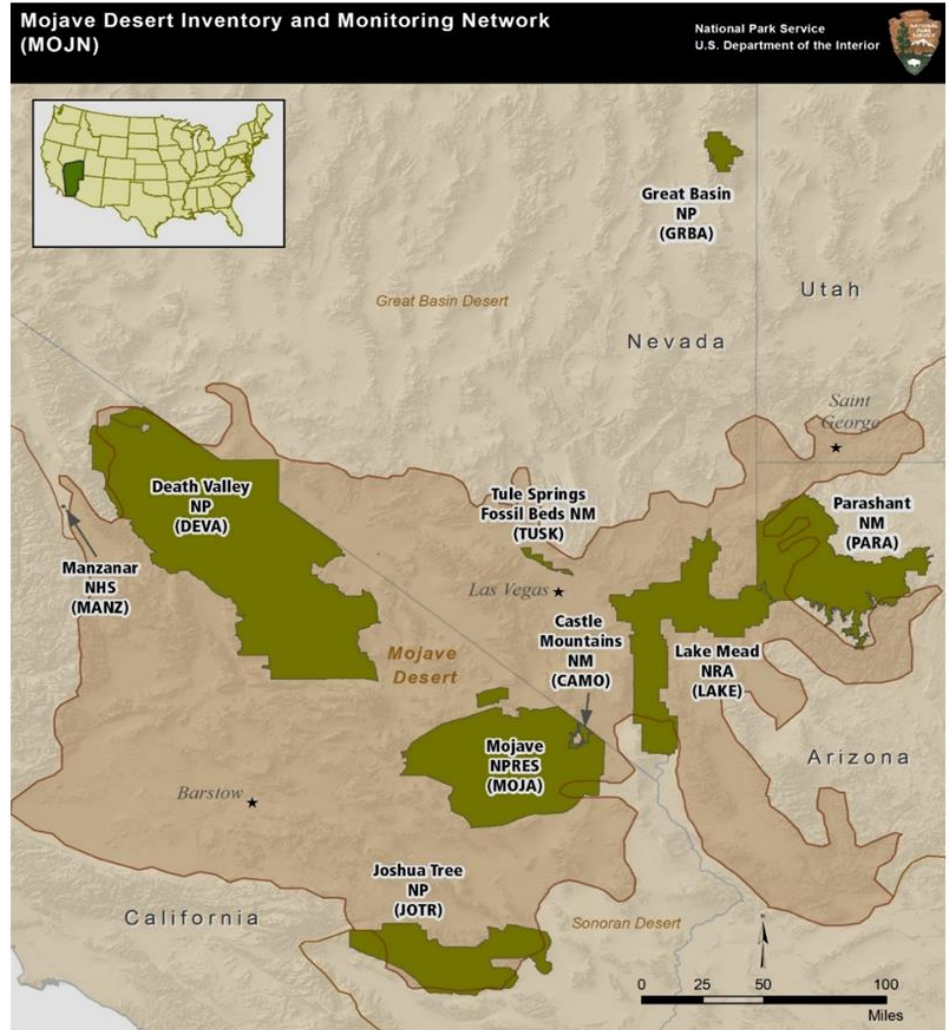 Mojave Desert Inventory and Monitoring Network
(MOJN)
National Park Service
U.S. Department of the Interior
Great Basin
NP
(GRBA)
Utah
Great Basin Desert
Nevada
Saint
George
Death Valley
NP
(DEVA)
Tule Springs
Fossil Beds NM
(TUSK)
Parashant
NM
(PARA)
Manzanar
NHS
(MANZ)
Las Vegas
Castle
Mountains
NM
(CAMO)
Mojave
Desert
Lake Mead
NRA
(LAKE)
Mojave
NPRES
(MOJA)
Arizona
Barstow
Joshua Tree
NP
(JOTR)
California
Sonoran Desert
0 25 50 100
Miles